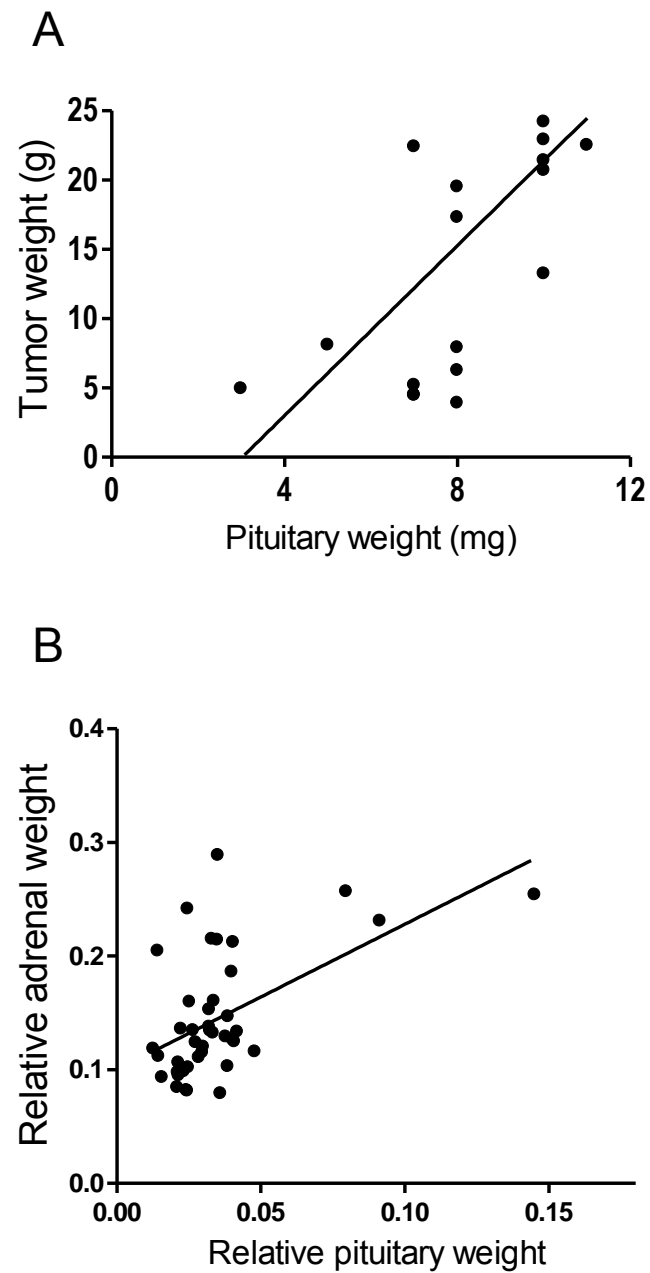 A
Tumor weight (g)
25
20
15
10
5
0
0 4 8 12
Pituitary weight (mg)
B
Relative adrenal weight
0.4
0.3
0.2
0.1
0.0
0.00 0.05 0.10 0.15
Relative pituitary weight